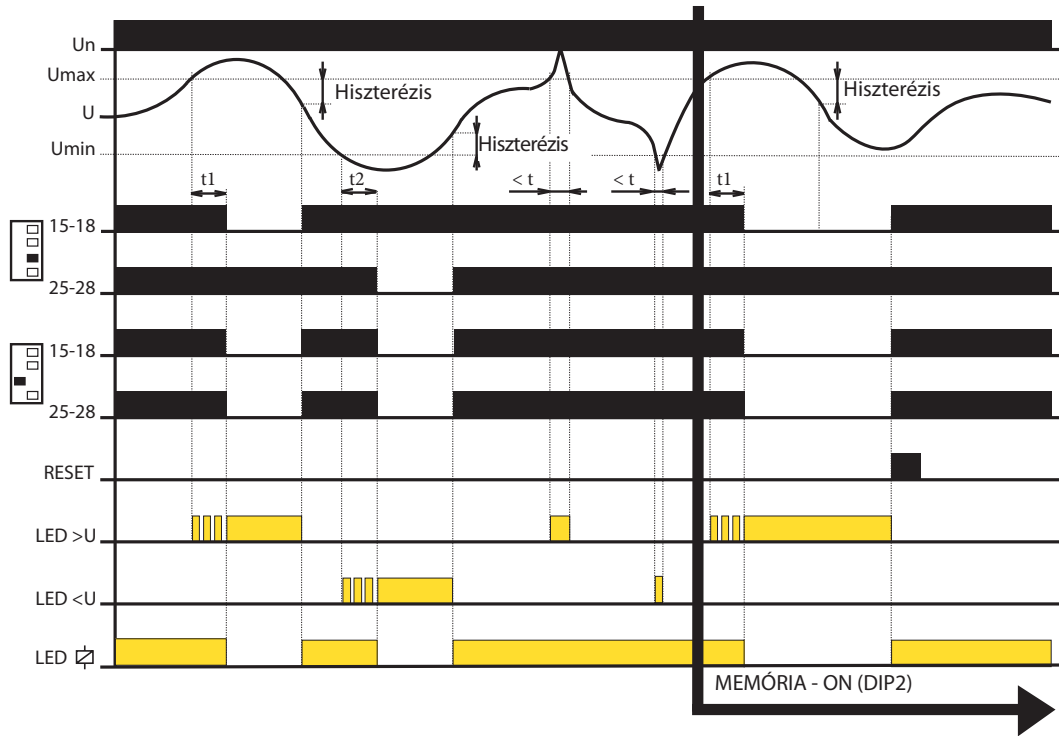 Un
Umax
Hiszterézis
Hiszterézis
U
Umin
Hiszterézis
t1
t2
< t
< t
t1
15-18
25-28
15-18
25-28
RESET
LED >U
LED <U
LED
MEMÓRIA - ON (DIP2)